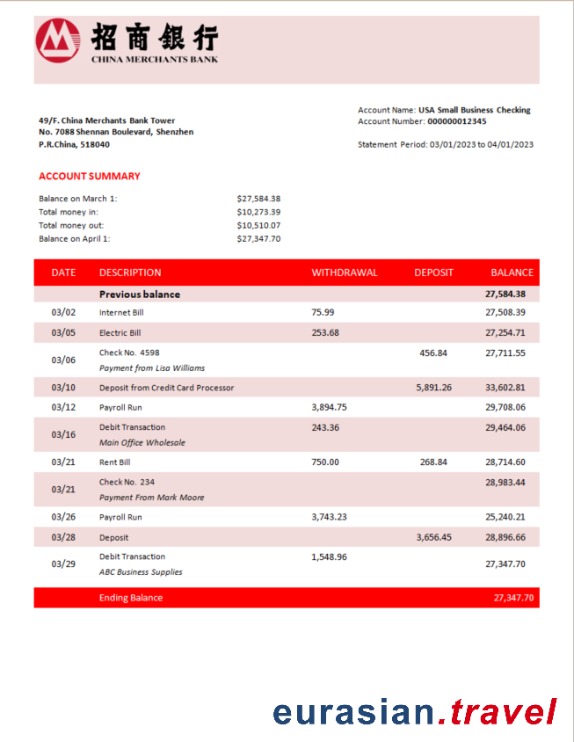 招商銀行
CHINA MERCHANTS BANK
Account Name: USA Small Business Checking
49/F. China Merchants Bank Tower
Account Number: 000000012345
No. 7088 Shennan Boulevard, Shenzhen
P.R.China, 518040
Statement Period: 03/01/2023 to 04/01/2023
ACCOUNT SUMMARY
Balance on March 1: $27,584.38
Total money in: $10,273.39
Total money out: $10,510.07
Balance on April 1: $27,347.70
DATE DESCRIPTION WITHDRAWAL DEPOSIT BALANCE
Previous balance 27,584.38
03/02 Internet Bill 75.99 27,508.39
03/05 Electric Bill 253.68 27,254.71
03/06 Check No. 4598 456.84 27,711.55
Payment from Lisa Williams
03/10 Deposit from Credit Card Processor 5,891.26 33,602.81
03/12 Payroll Run 3,894.75 29,708.06
03/16 Debit Transaction 243.36 29,464.06
Main Office Wholesale
03/21 Rent Bill 750.00 268.84 28,714.60
03/21 Check No. 234 28,983.44
Payment From Mark Moore
03/26 Payroll Run 3,743.23 25,240.21
03/28 Deposit 3,656.45 28,896.66
03/29 Debit Transaction 1,548.96 27,347.70
ABC Business Supplies
Ending Balance 27,347.70
eurasian.travel